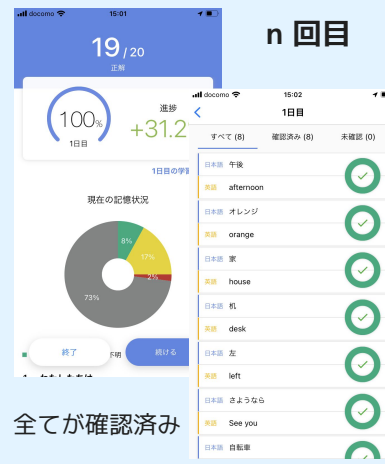 docomo 15:01
19 / 20
正解
100%
1日目
進捗
+31.2
1日目の学習
現在の記憶状況
8%
17%
2%
73%
不明
終了
続ける
n 回目
docomo 15:02
1日目
すべて (8) 確認済み (8) 未確認 (0)
日本語 午後
英語 afternoon
日本語 オレンジ
英語 orange
日本語 家
英語 house
日本語 机
英語 desk
日本語 左
英語 left
日本語 さようなら
英語 See you
日本語 自転車
全てが確認済み